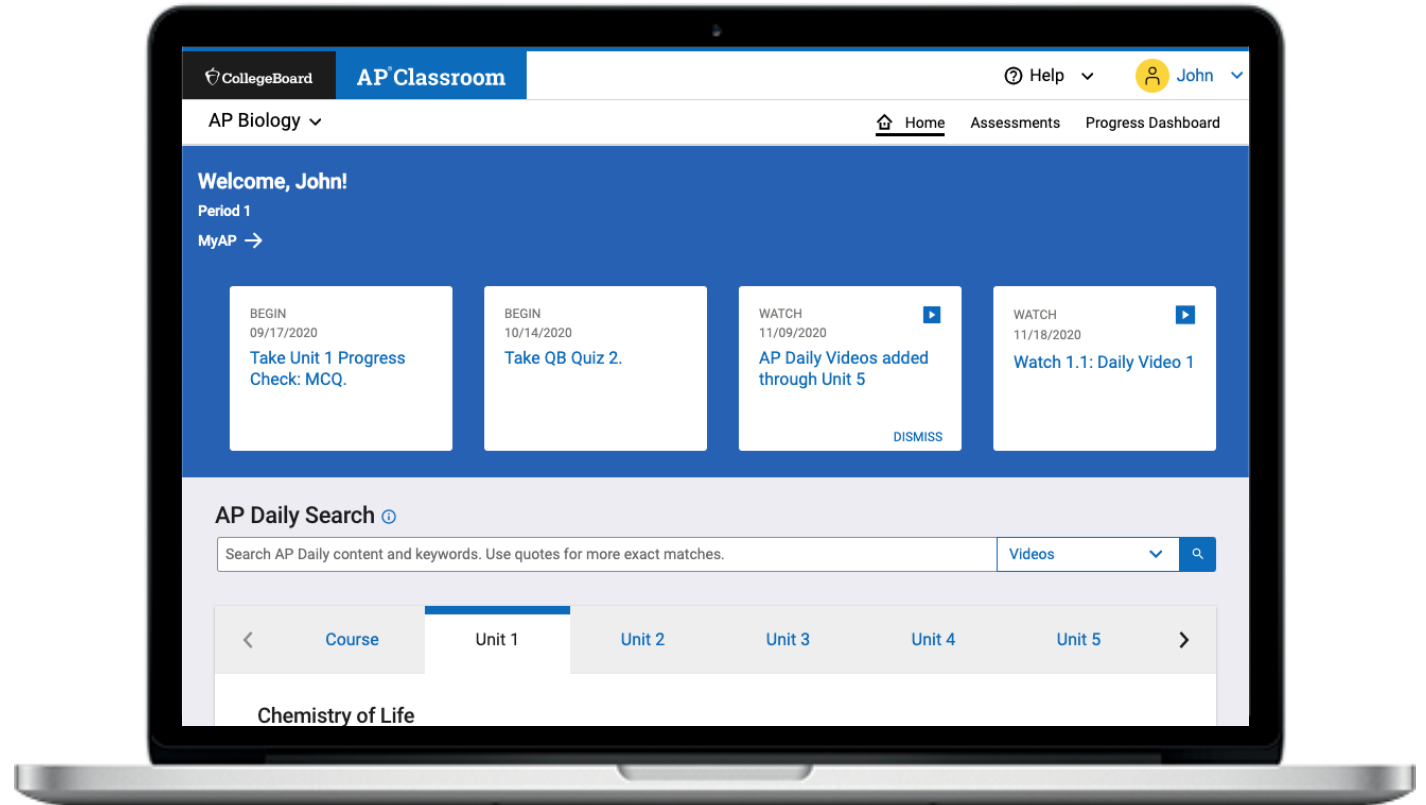 CollegeBoard
AP Classroom
Help
John
AP Biology
Home
Assessments
Progress Dashboard
Welcome, John!
Period 1
MyAP
BEGIN
09/17/2020
Take Unit 1 Progress
Check: MCQ.
BEGIN
10/14/2020
Take QB Quiz 2.
WATCH
11/09/2020
AP Daily Videos added
through Unit 5
DISMISS
WATCH
11/18/2020
Watch 1.1: Daily Video 1
AP Daily Search
Search AP Daily content and keywords. Use quotes for more exact matches.
Videos
Course
Unit 1
Unit 2
Unit 3
Unit 4
Unit 5
Chemistry of Life